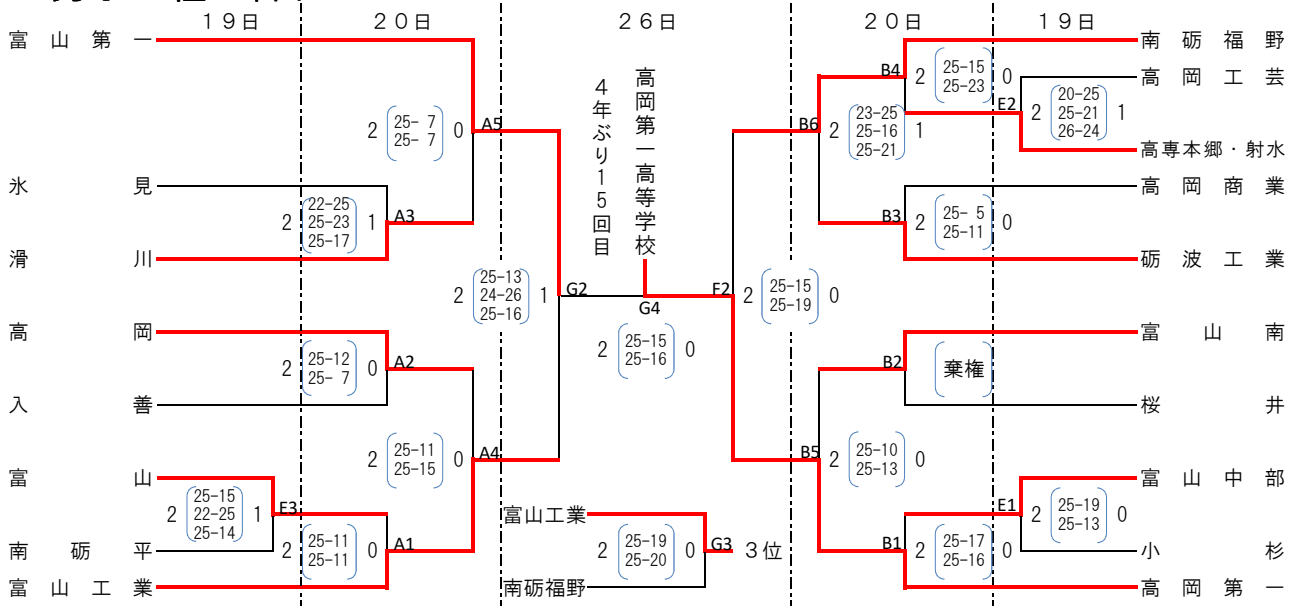 19日 20日 26日 20日 19日
富山第一
南砺福野
B4 2 25-15 25-23 0
高岡工芸
E2 2 20-25 25-21 26-24 1
高専本郷・射水
高岡第一高等学校
4年ぶり15回目
2 25- 7 25- 7 0 A5
B6 2 23-25 25-16 25-21 1
氷見
高岡商業
2 22-25 25-23 25-17 1 A3
B3 2 25- 5 25-11 0
滑川
砺波工業
2 25-13 24-26 25-16 1 G2
G4
2 25-15 25-16 0
F2 2 25-15 25-19 0
高岡
富山南
2 25-12 25- 7 0 A2
B2 棄権
入善
桜井
2 25-11 25-15 0 A4
B5 2 25-10 25-13 0
富山
富山中部
2 25-15 22-25 25-14 1 E3
E1 2 25-19 25-13 0
富山工業
南砺平
2 25-11 25-11 0 A1
2 25-19 25-20 0 G3 3位
B1 2 25-17 25-16 0
小杉
富山工業
南砺福野
高岡第一